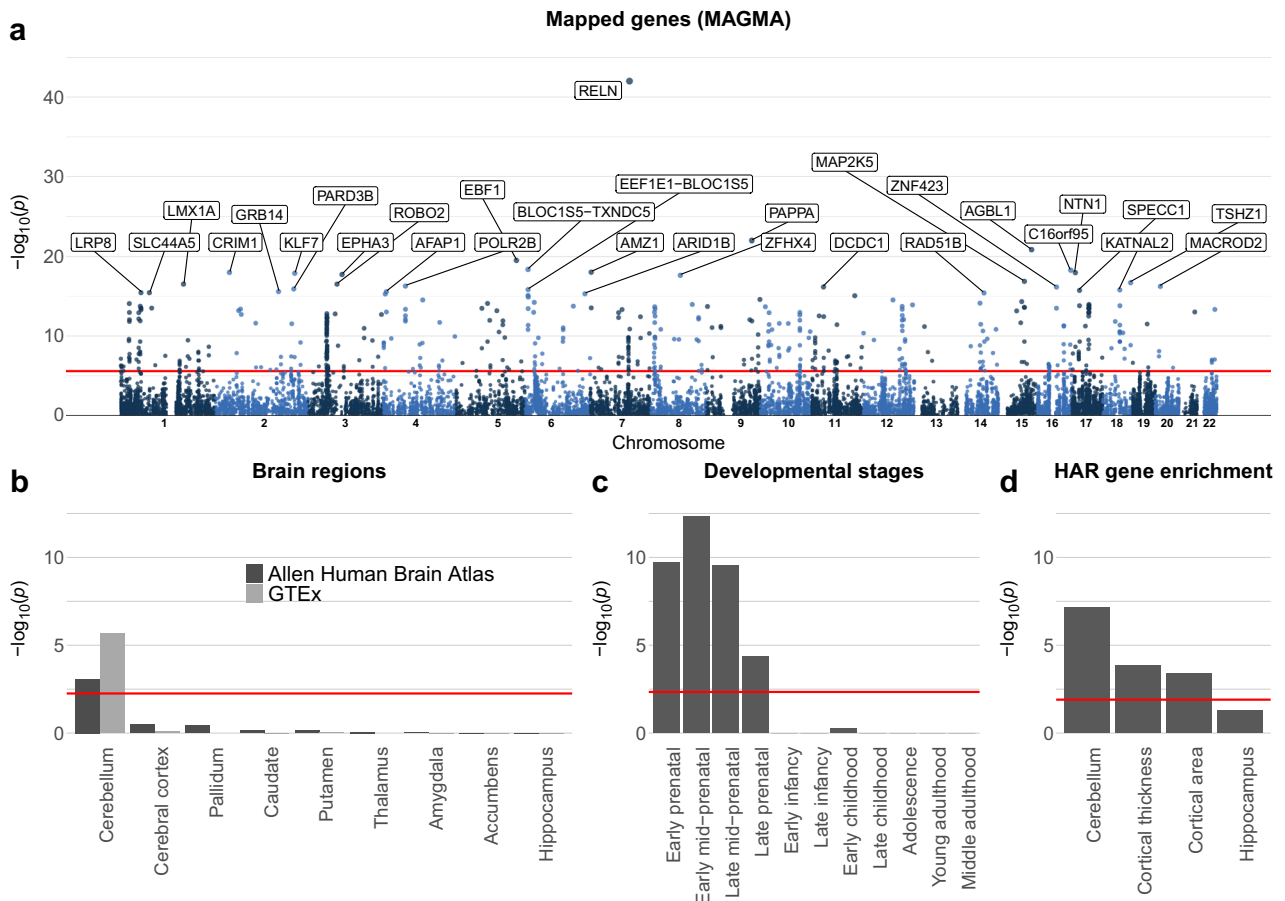 a
Mapped genes (MAGMA)
−log10(p)
40
30
20
10
0
RELN
MAP2K5
EBF1
EEF1E1−BLOC1S5
ZNF423
PARD3B
LMX1A
GRB14
ROBO2
BLOC1S5−TXNDC5
PAPPA
AGBL1
NTN1
SPECC1
TSHZ1
C16orf95
LRP8
SLC44A5
CRIM1
KLF7
EPHA3
AFAP1
POLR2B
AMZ1
ARID1B
ZFHX4
DCDC1
RAD51B
KATNAL2
MACROD2
1 2 3 4 5 6 7 8 9 10 11 12 13 14 15 16 17 18 19 20 21 22
Chromosome
b
Brain regions
−log10(p)
10
5
0
Allen Human Brain Atlas
GTEx
Cerebellum
Cerebral cortex
Pallidum
Caudate
Putamen
Thalamus
Amygdala
Accumbens
Hippocampus
c
Developmental stages
−log10(p)
10
5
0
Early prenatal
Early mid−prenatal
Late mid−prenatal
Late prenatal
Early infancy
Late infancy
Early childhood
Late childhood
Adolescence
Young adulthood
Middle adulthood
d
HAR gene enrichment
−log10(p)
10
5
0
Cerebellum
Cortical thickness
Cortical area
Hippocampus